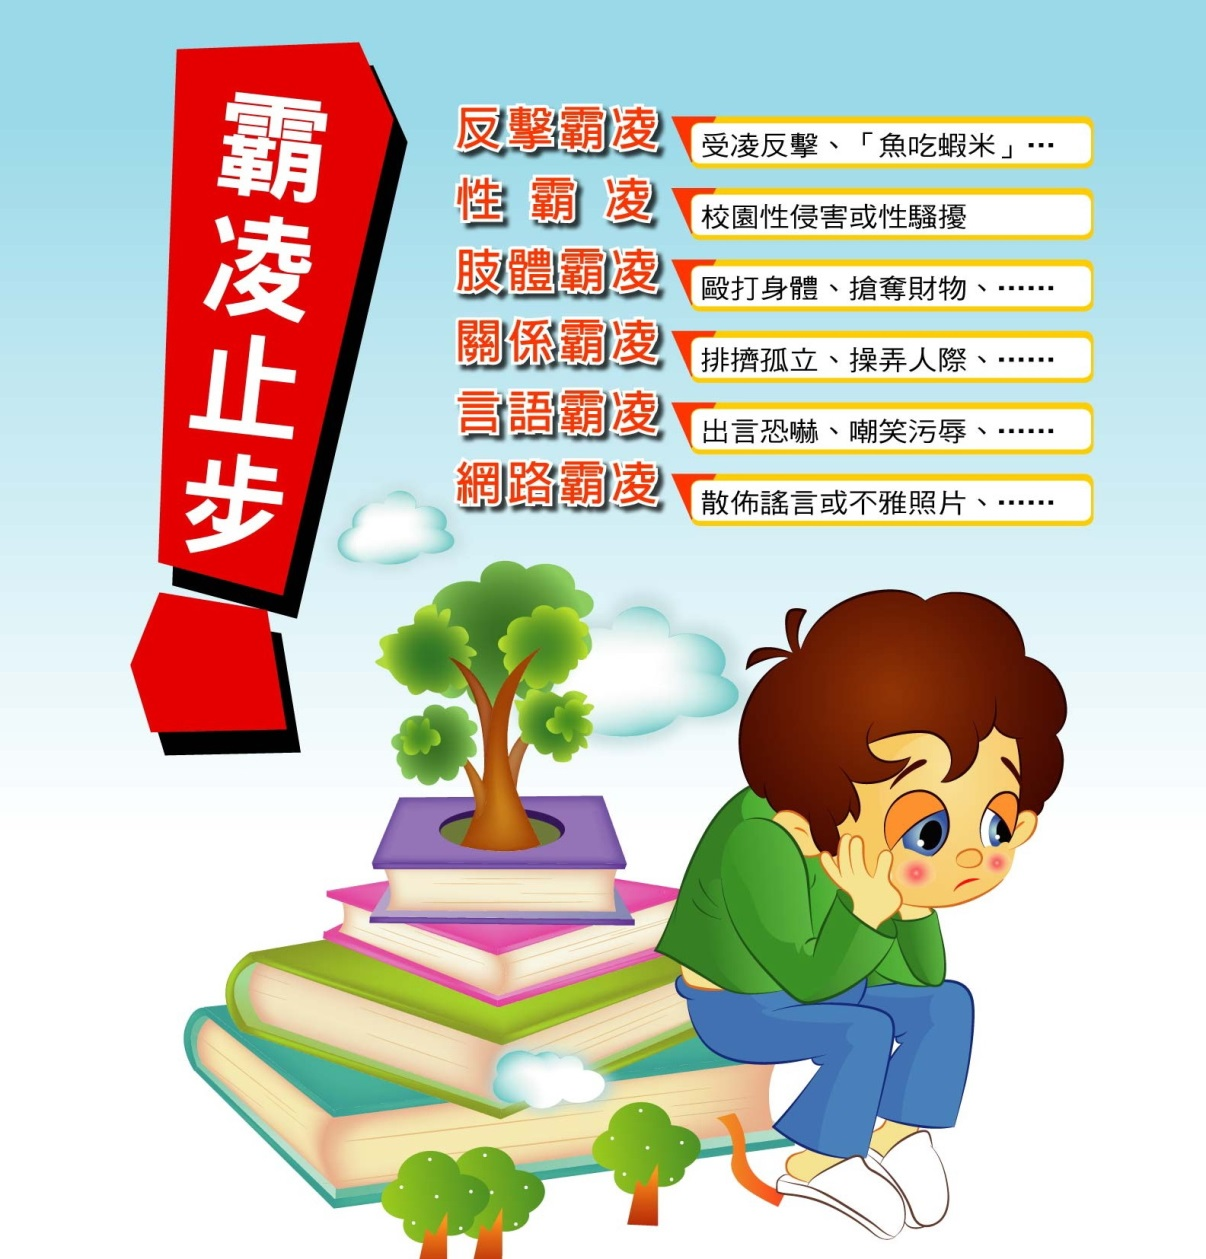 霸凌止步
反擊霸凌 受凌反擊、「魚吃蝦米」…
性霸凌 校園性侵害或性騷擾
肢體霸凌 毆打身體、搶奪財物、……
關係霸凌 排擠孤立、操弄人際、……
言語霸凌 出言恐嚇、嘲笑污辱、……
網路霸凌 散佈謠言或不雅照片、……